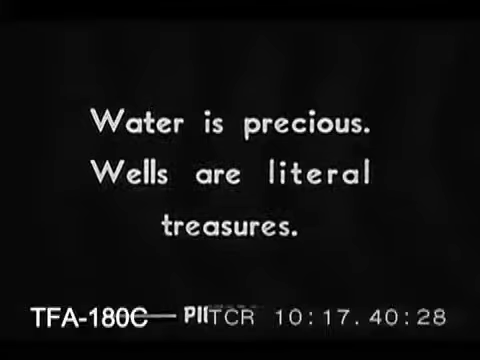 Water is precious.
Wells are literal
treasures.
TFA-180C TCR 10:17.40:28